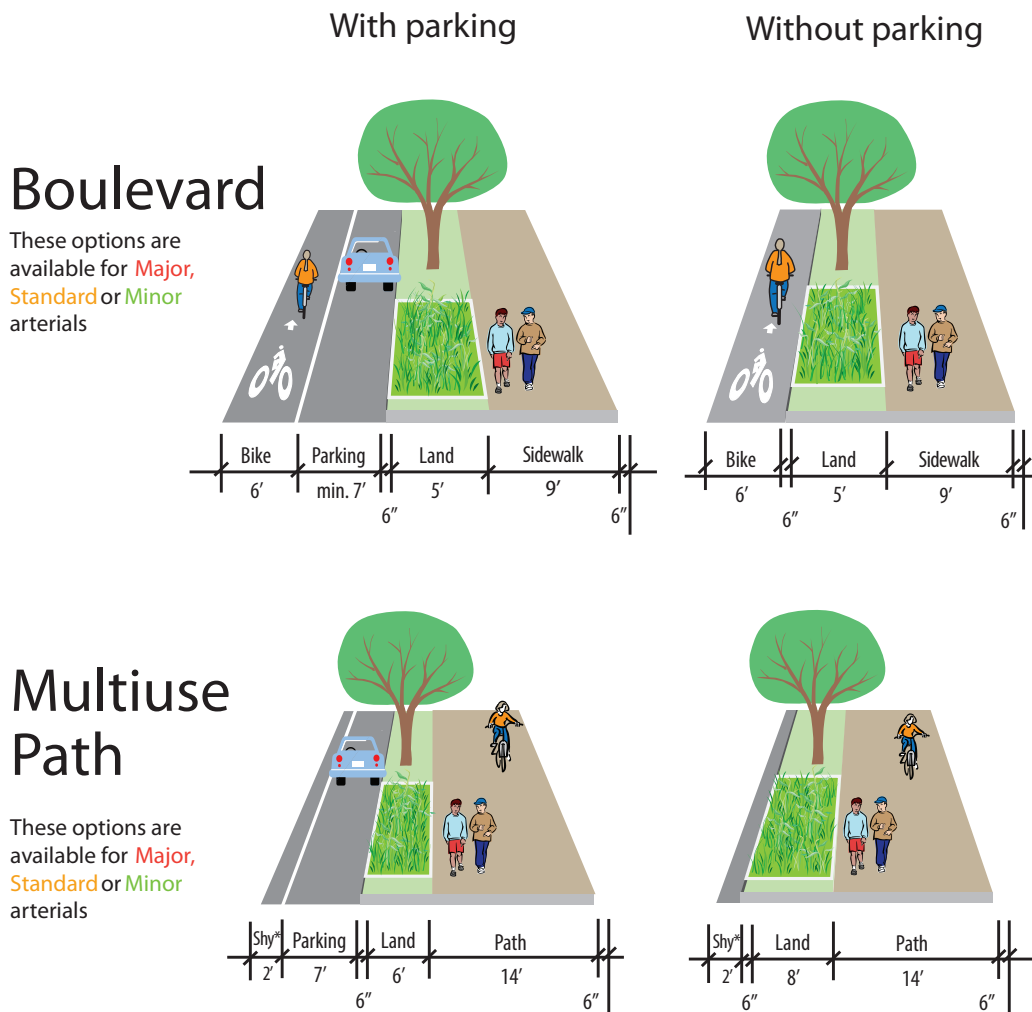 With parking
Without parking
Boulevard
These options are
available for Major,
Standard or Minor
arterials
Bike Parking Land Sidewalk
6’ min. 7’ 5’ 9’
6” 6”
Bike Land Sidewalk
6’ 5’ 9’
6” 6”
Multiuse
Path
These options are
available for Major,
Standard or Minor
arterials
Shy* Parking Land Path
2’ 7’ 6’ 14’
6” 6”
Shy* Land Path
2’ 8’ 14’
6” 6”